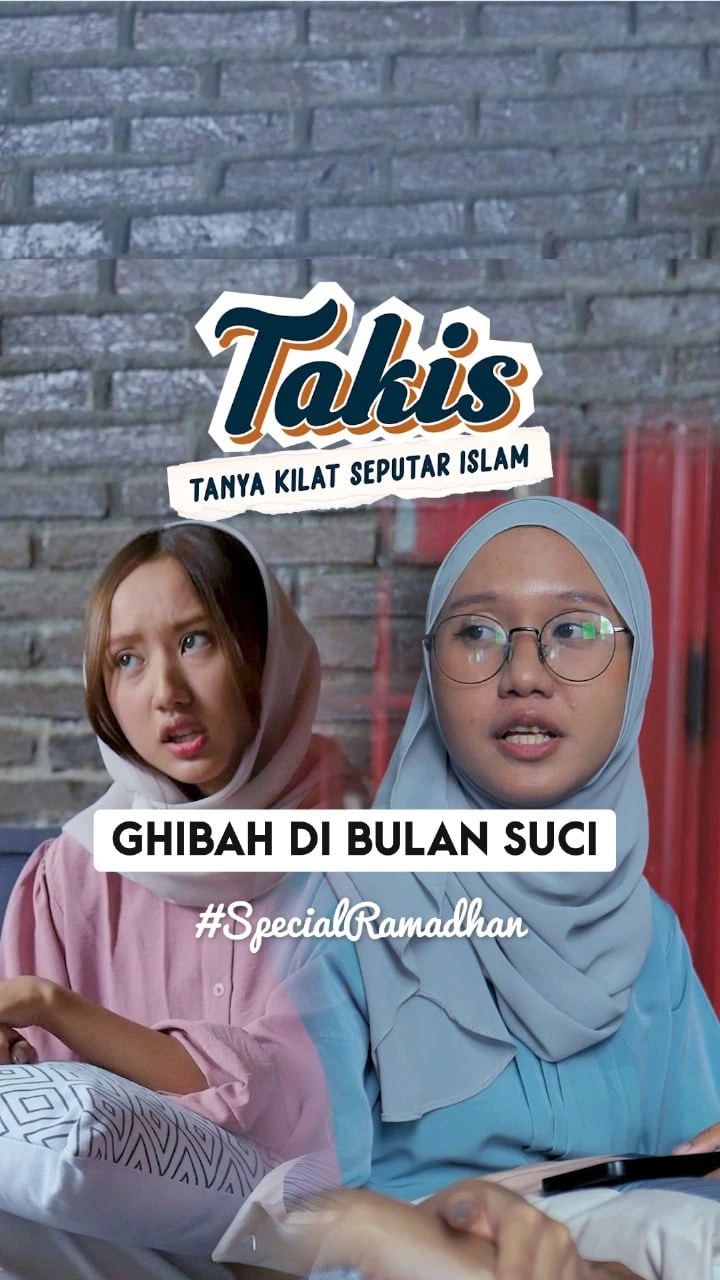 Takis
TANYA KILAT SEPUTAR ISLAM
GHIBAH DI BULAN SUCI
#SpecialRamadhan